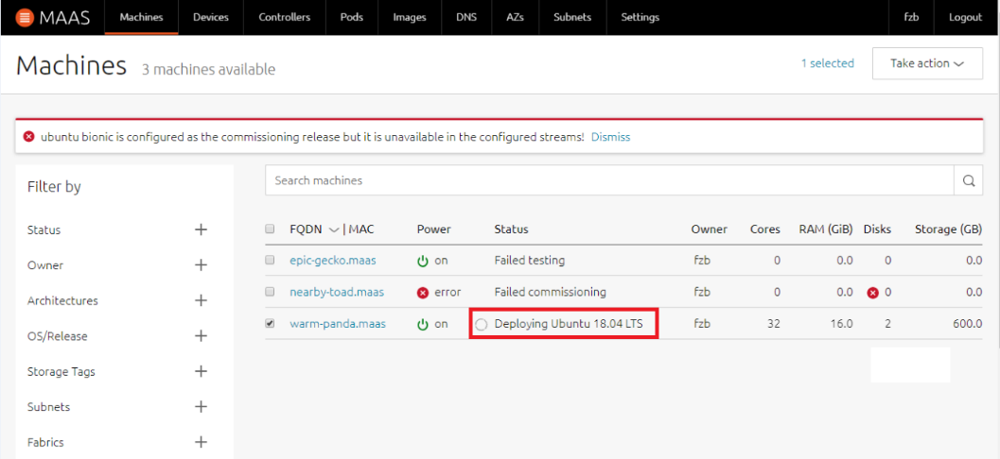 MAAS Machines Devices Controllers Pods Images DNS AZs Subnets Settings fzb Logout
Machines 3 machines available 1 selected Take action
ubuntu bionic is configured as the commissioning release but it is unavailable in the configured streams! Dismiss
Filter by
Search machines
Status
Owner
Architectures
OS/Release
Storage Tags
Subnets
Fabrics
FQDN | MAC Power Status Owner Cores RAM (GiB) Disks Storage (GB)
epic-gecko.maas on Failed testing fzb 0 0.0 0 0.0
nearby-toad.maas error Failed commissioning fzb 0 0.0 0 0.0
warm-panda.maas on Deploying Ubuntu 18.04 LTS fzb 32 16.0 2 600.0